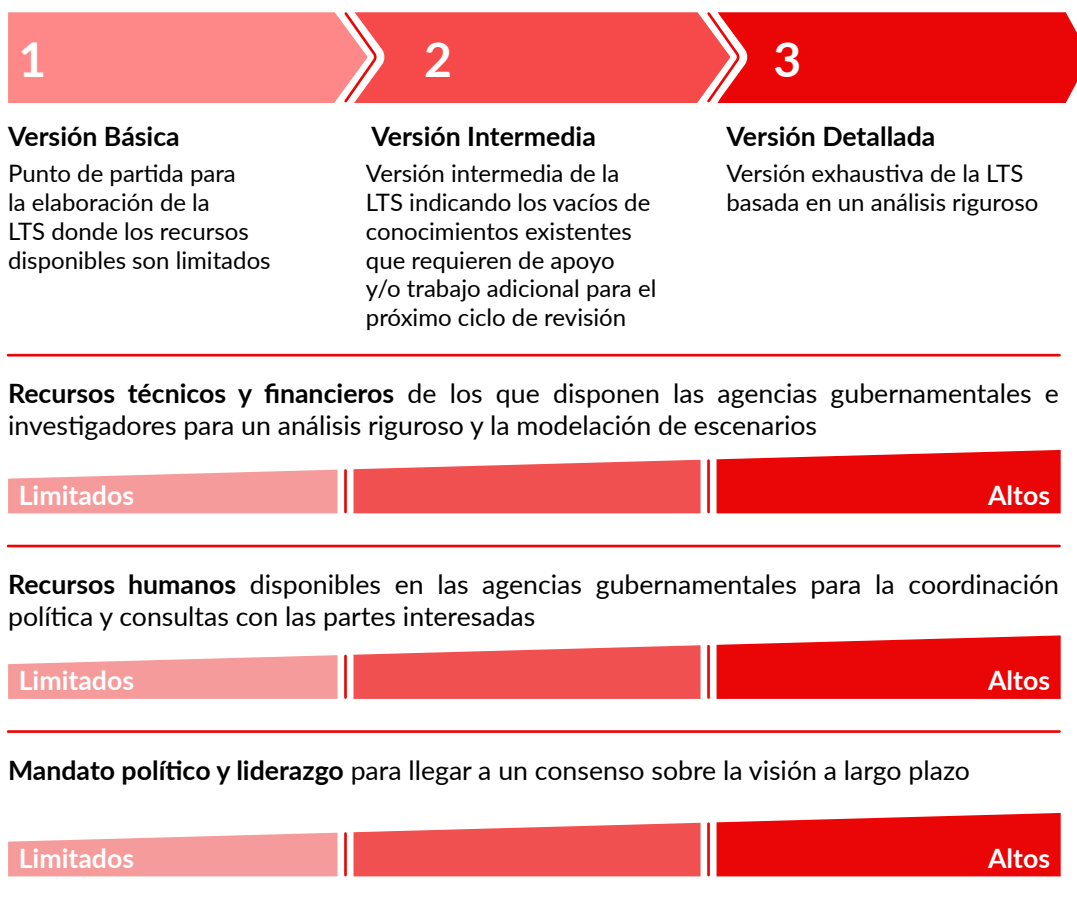 1
2
3
Versión Básica
Punto de partida para
la elaboración de la
LTS donde los recursos
disponibles son limitados
Versión Intermedia
Versión intermedia de la
LTS indicando los vacíos de
conocimientos existentes
que requieren de apoyo
y/o trabajo adicional para el
próximo ciclo de revisión
Versión Detallada
Versión exhaustiva de la LTS
basada en un análisis riguroso
Recursos técnicos y financieros de los que disponen las agencias gubernamentales e
investigadores para un análisis riguroso y la modelación de escenarios
Limitados
Altos
Recursos humanos disponibles en las agencias gubernamentales para la coordinación
política y consultas con las partes interesadas
Limitados
Altos
Mandato político y liderazgo para llegar a un consenso sobre la visión a largo plazo
Limitados
Altos